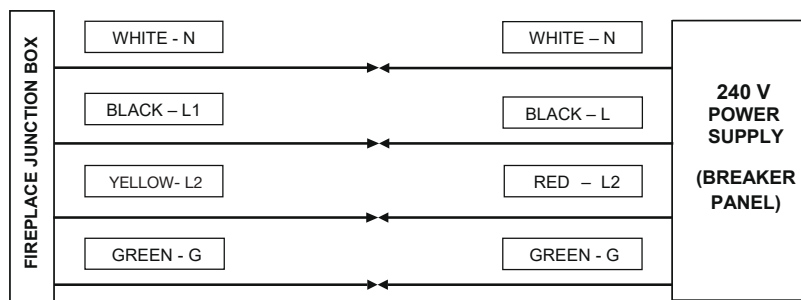 FIREPLACE JUNCTION BOX
WHITE - N
BLACK – L1
YELLOW- L2
GREEN - G
WHITE – N
BLACK – L
RED – L2
GREEN - G
240 V
POWER
SUPPLY
(BREAKER
PANEL)